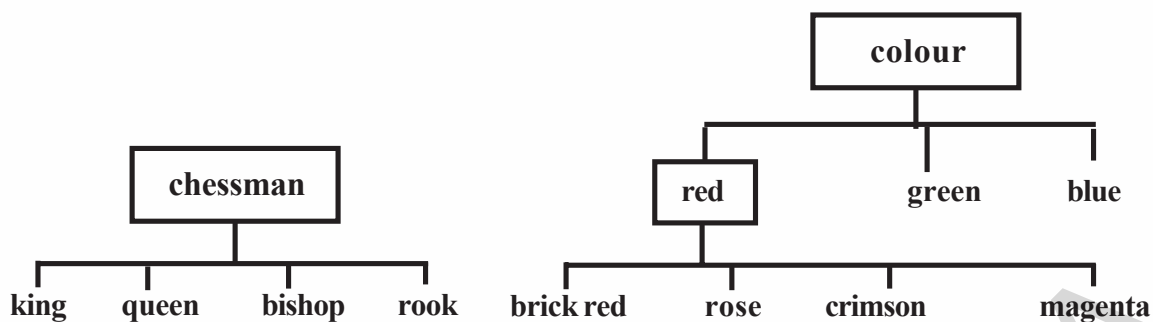 colour
chessman
red
green
blue
king
queen
bishop
rook
brick red
rose
crimson
magenta